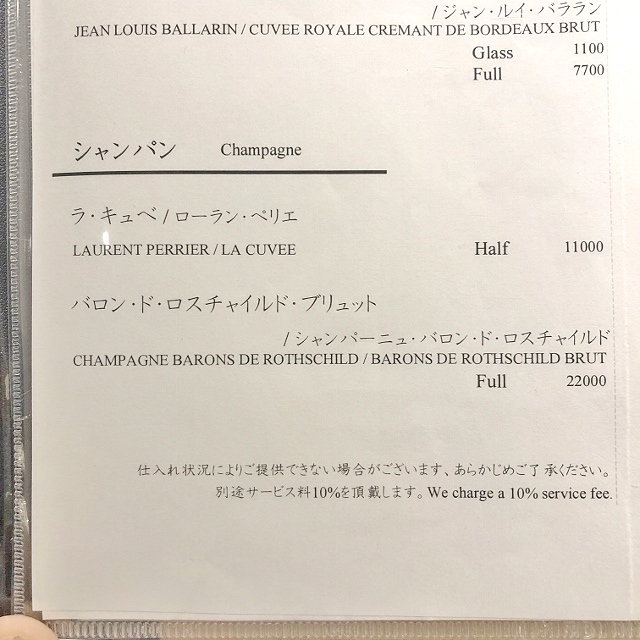 /ジャン・ルイ・バララン
JEAN LOUIS BALLARIN / CUVEE ROYALE CREMANT DE BORDEAUX BRUT
Glass 1100
Full 7700
シャンパン Champagne
ラ・キュベ / ローラン・ペリエ
LAURENT PERRIER / LA CUVEE Half 11000
バロン・ド・ロスチャイルド・ブリュット
/ シャンパーニュ・バロン・ド・ロスチャイルド
CHAMPAGNE BARONS DE ROTHSCHILD / BARONS DE ROTHSCHILD BRUT
Full 22000
仕入れ状況によりご提供できない場合がございます、あらかじめご了承ください。
別途サービス料10%を頂戴します。We charge a 10% service fee.